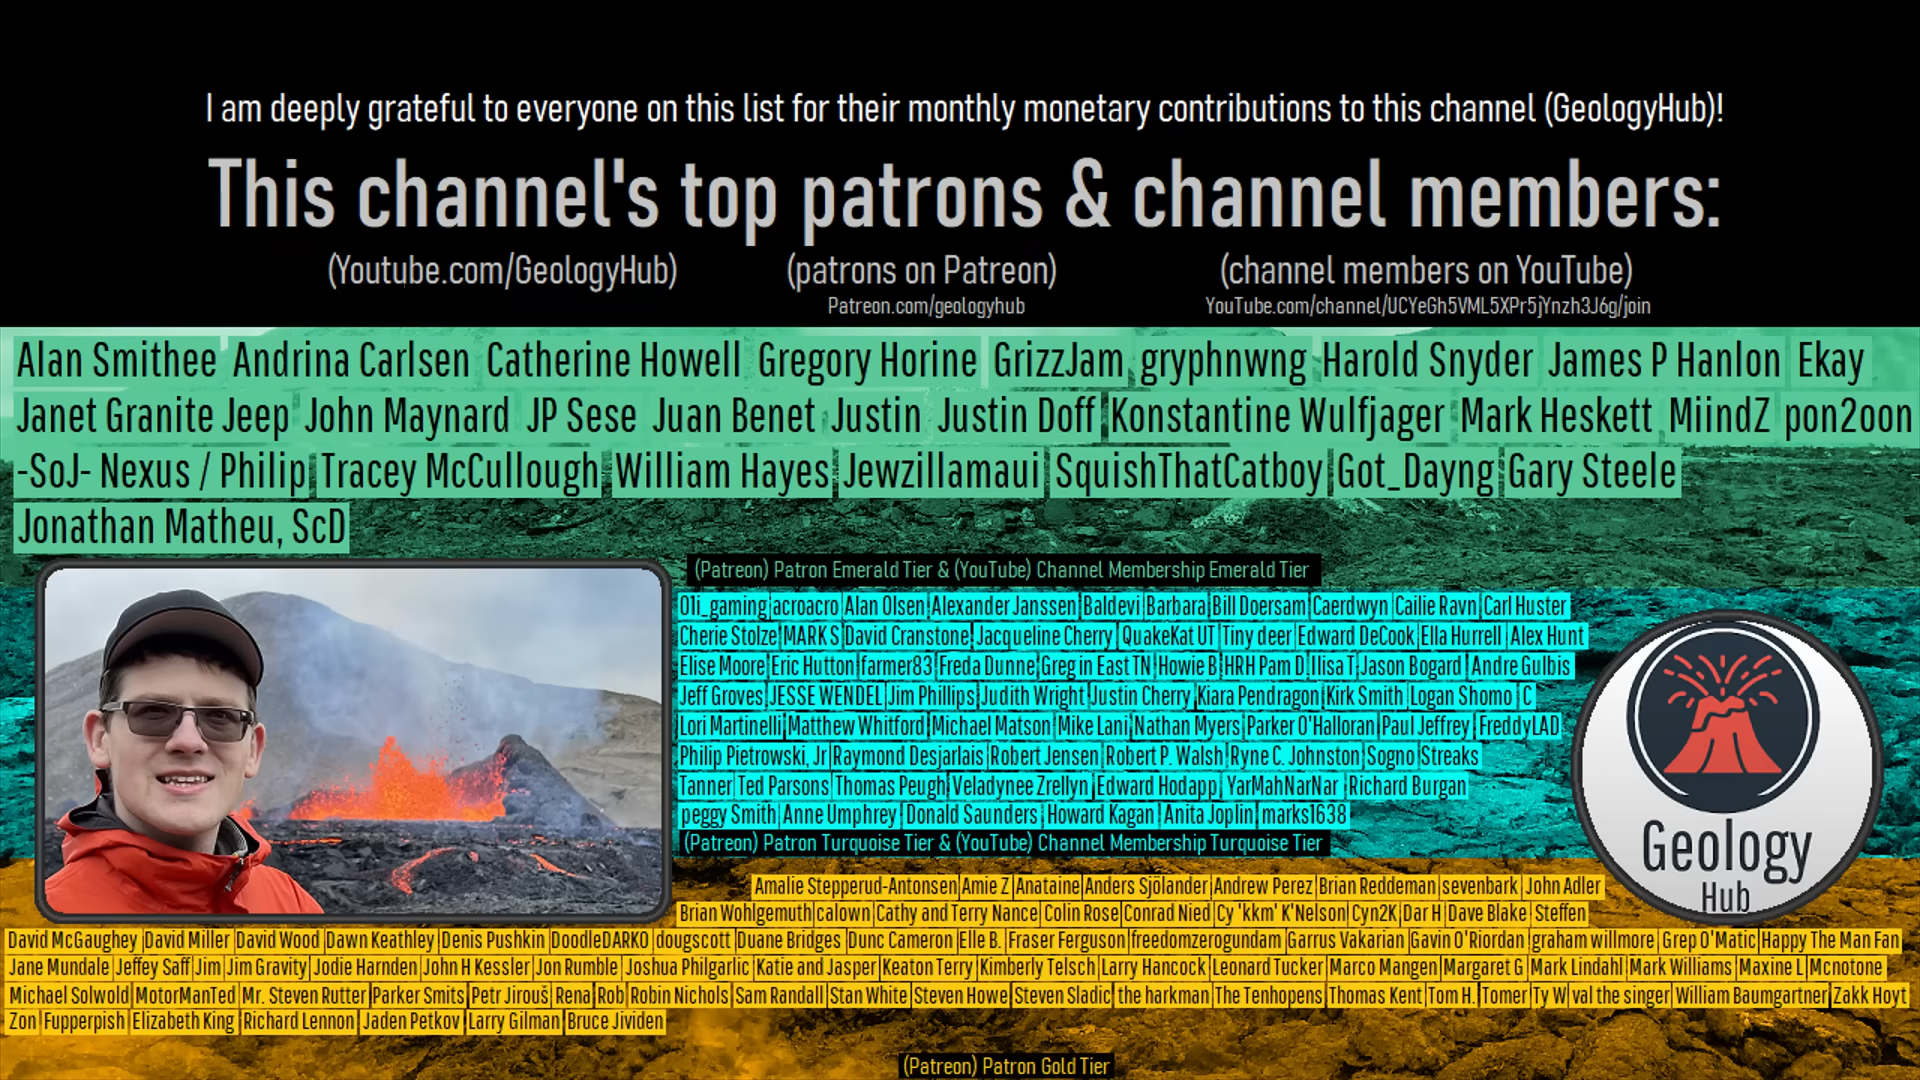 I am deeply grateful to everyone on this list for their monthly monetary contributions to this channel (GeologyHub)!
This channel's top patrons & channel members:
(Youtube.com/GeologyHub) (patrons on Patreon) (channel members on YouTube)
Patreon.com/geologyhub YouTube.com/channel/UCYeGh5VML5XPr5jYnzh3J6g/join
Alan Smithee Andrina Carlsen Catherine Howell Gregory Horine GrizzJam gryphnwng Harold Snyder James P Hanlon Ekay
Janet Granite Jeep John Maynard JP Sese Juan Benet Justin Justin Doff Konstantine Wulfjager Mark Heskett MiindZ pon2oon
-SoJ- Nexus / Philip Tracey McCullough William Hayes Jewzillamaui SquishThatCatboy Got_Dayng Gary Steele
Jonathan Matheu, ScD
(Patreon) Patron Emerald Tier & (YouTube) Channel Membership Emerald Tier
01i_gaming acroacro Alan Olsen Alexander Janssen Baldevi Barbara Bill Doersam Caerdwyn Cailie Ravn Carl Huster
Cherie Stolze MARK S David Cranstone Jacqueline Cherry QuakeKat UT Tiny deer Edward DeCook Ella Hurrell Alex Hunt
Elise Moore Eric Hutton farmer83 Freda Dunne Greg in East TN Howie B HRH Pam D Ilisa T Jason Bogard Andre Gulbis
Jeff Groves JESSE WENDEL Jim Phillips Judith Wright Justin Cherry Kiara Pendragon Kirk Smith Logan Shomo C
Lori Martinelli Matthew Whitford Michael Matson Mike Lani Nathan Myers Parker O'Halloran Paul Jeffrey FreddyLAD
Philip Pietrowski, Jr Raymond Desjarlais Robert Jensen Robert P. Walsh Ryne C. Johnston Sogno Streaks
Tanner Ted Parsons Thomas Peugh Veladynee Zrellyn Edward Hodapp YarMahNarNar Richard Burgan
peggy Smith Anne Umphrey Donald Saunders Howard Kagan Anita Joplin marks1638
(Patreon) Patron Turquoise Tier & (YouTube) Channel Membership Turquoise Tier
Geology
Hub
Amalie Stepperud-Antonsen Amie Z Anataine Anders Sjölander Andrew Perez Brian Reddeman sevenbark John Adler
Brian Wohlgemuth calown Cathy and Terry Nance Colin Rose Conrad Nied Cy 'kkm' K'Nelson Cyn2K Dar H Dave Blake Steffen
David McGaughey David Miller David Wood Dawn Keathley Denis Pushkin DoodleDARKO dougscott Duane Bridges Dunc Cameron Elle B. Fraser Ferguson freedomzerogundam Garrus Vakarian Gavin O'Riordan graham willmore Grep O'Matic Happy The Man Fan
Jane Mundale Jeffey Saff Jim Jim Gravity Jodie Harnden John H Kessler Jon Rumble Joshua Philgarlic Katie and Jasper Keaton Terry Kimberly Telsch Larry Hancock Leonard Tucker Marco Mangen Margaret G Mark Lindahl Mark Williams Maxine L Mcnotone
Michael Solwold MotorManTed Mr. Steven Rutter Parker Smits Petr Jirouš Rena Rob Robin Nichols Sam Randall Stan White Steven Howe Steven Sladic the harkman The Tenhopens Thomas Kent Tom H. Tomer Ty W val the singer William Baumgartner Zakk Hoyt
Zon Fupperpish Elizabeth King Richard Lennon Jaden Petkov Larry Gilman Bruce Jividen
(Patreon) Patron Gold Tier